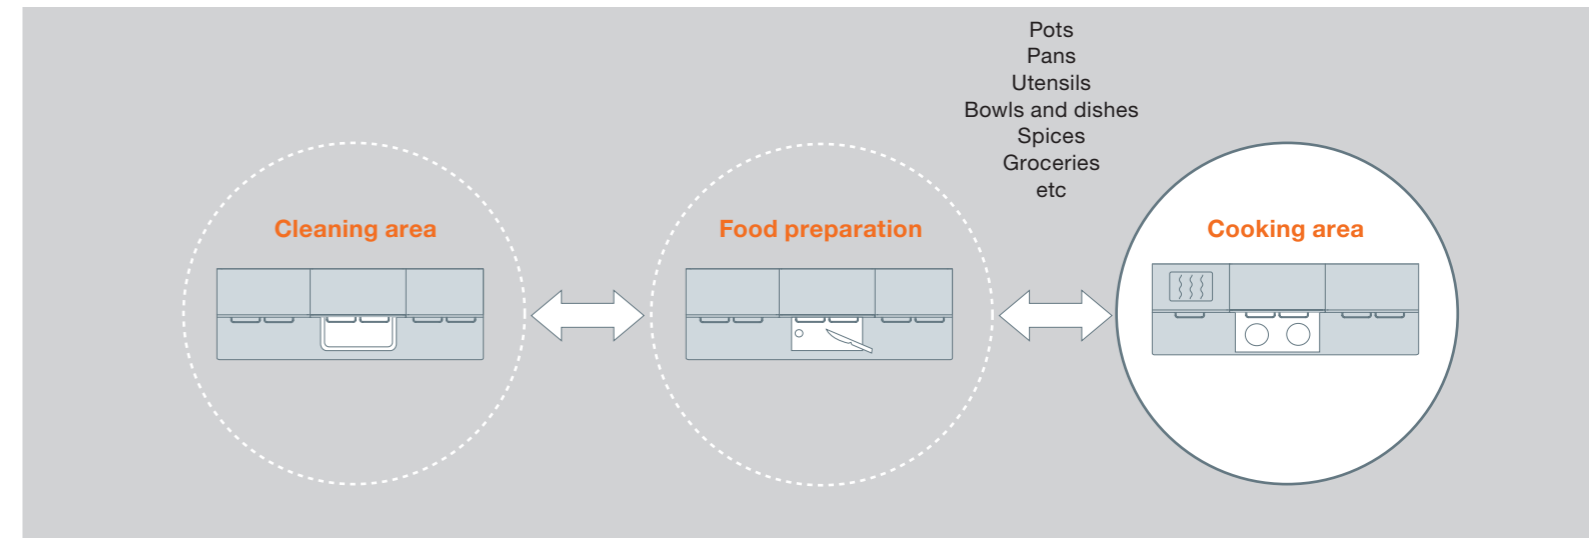 Pots
Pans
Utensils
Bowls and dishes
Spices
Groceries
etc
Cleaning area
Food preparation
Cooking area